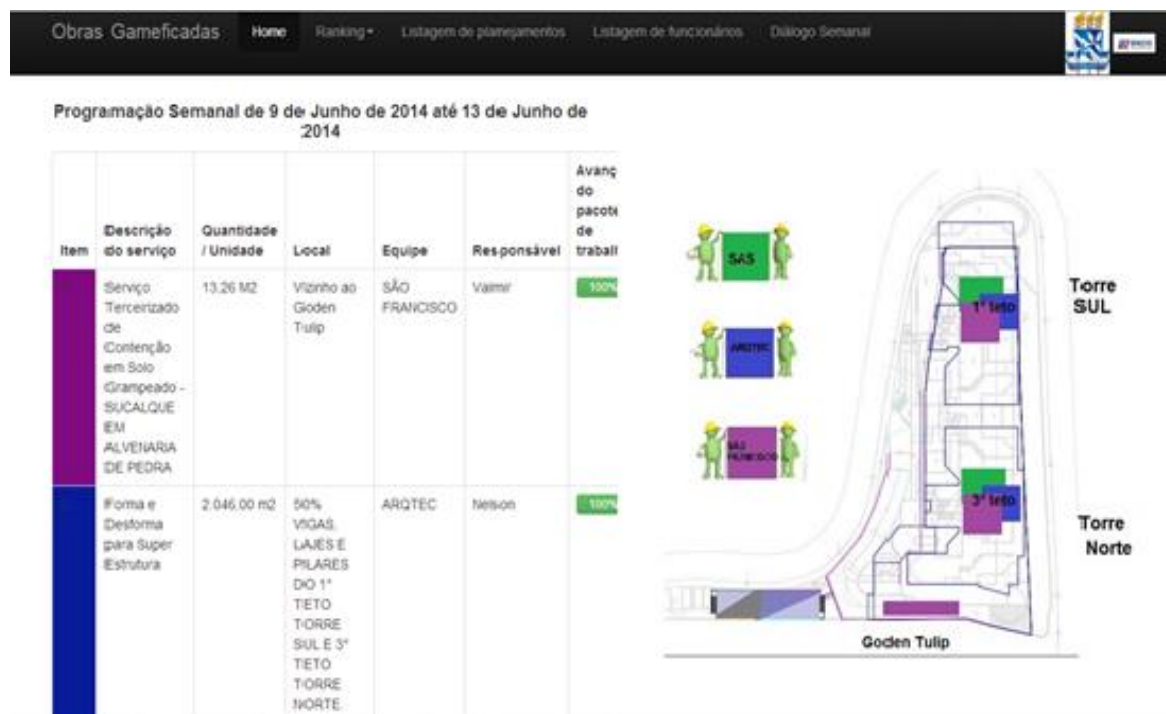 Obras Gameficadas Home Ranking Listagem de planejamentos Listagem de funcionários Diálogo Semanal
Programação Semanal de 9 de Junho de 2014 até 13 de Junho de
2014
Item
Descrição
do serviço
Quantidade
/ Unidade
Local
Equipe
Responsável
Avanç
do
pacote
de
trabalh
Serviço
Terceirizado
de
Contenção
em Solo
Grampeado -
SUCALQUE
EM
ALVENARIA
DE PEDRA
13,26 M2
Vizinho ao
Goden
Tulip
SÃO
FRANCISCO
Valmir
100%
Forma e
Desforma
para Super
Estrutura
2.046,00 m2
50%
VIGAS,
LAJES E
PILARES
DO 1°
TETO
TORRE
SUL E 3°
TETO
TORRE
NORTE
ARQTEC
Nelson
100%
SAS
ARQTEC
SÃO
FRANCISCO
1° teto
Torre
SUL
3° teto
Torre
Norte
Goden Tulip